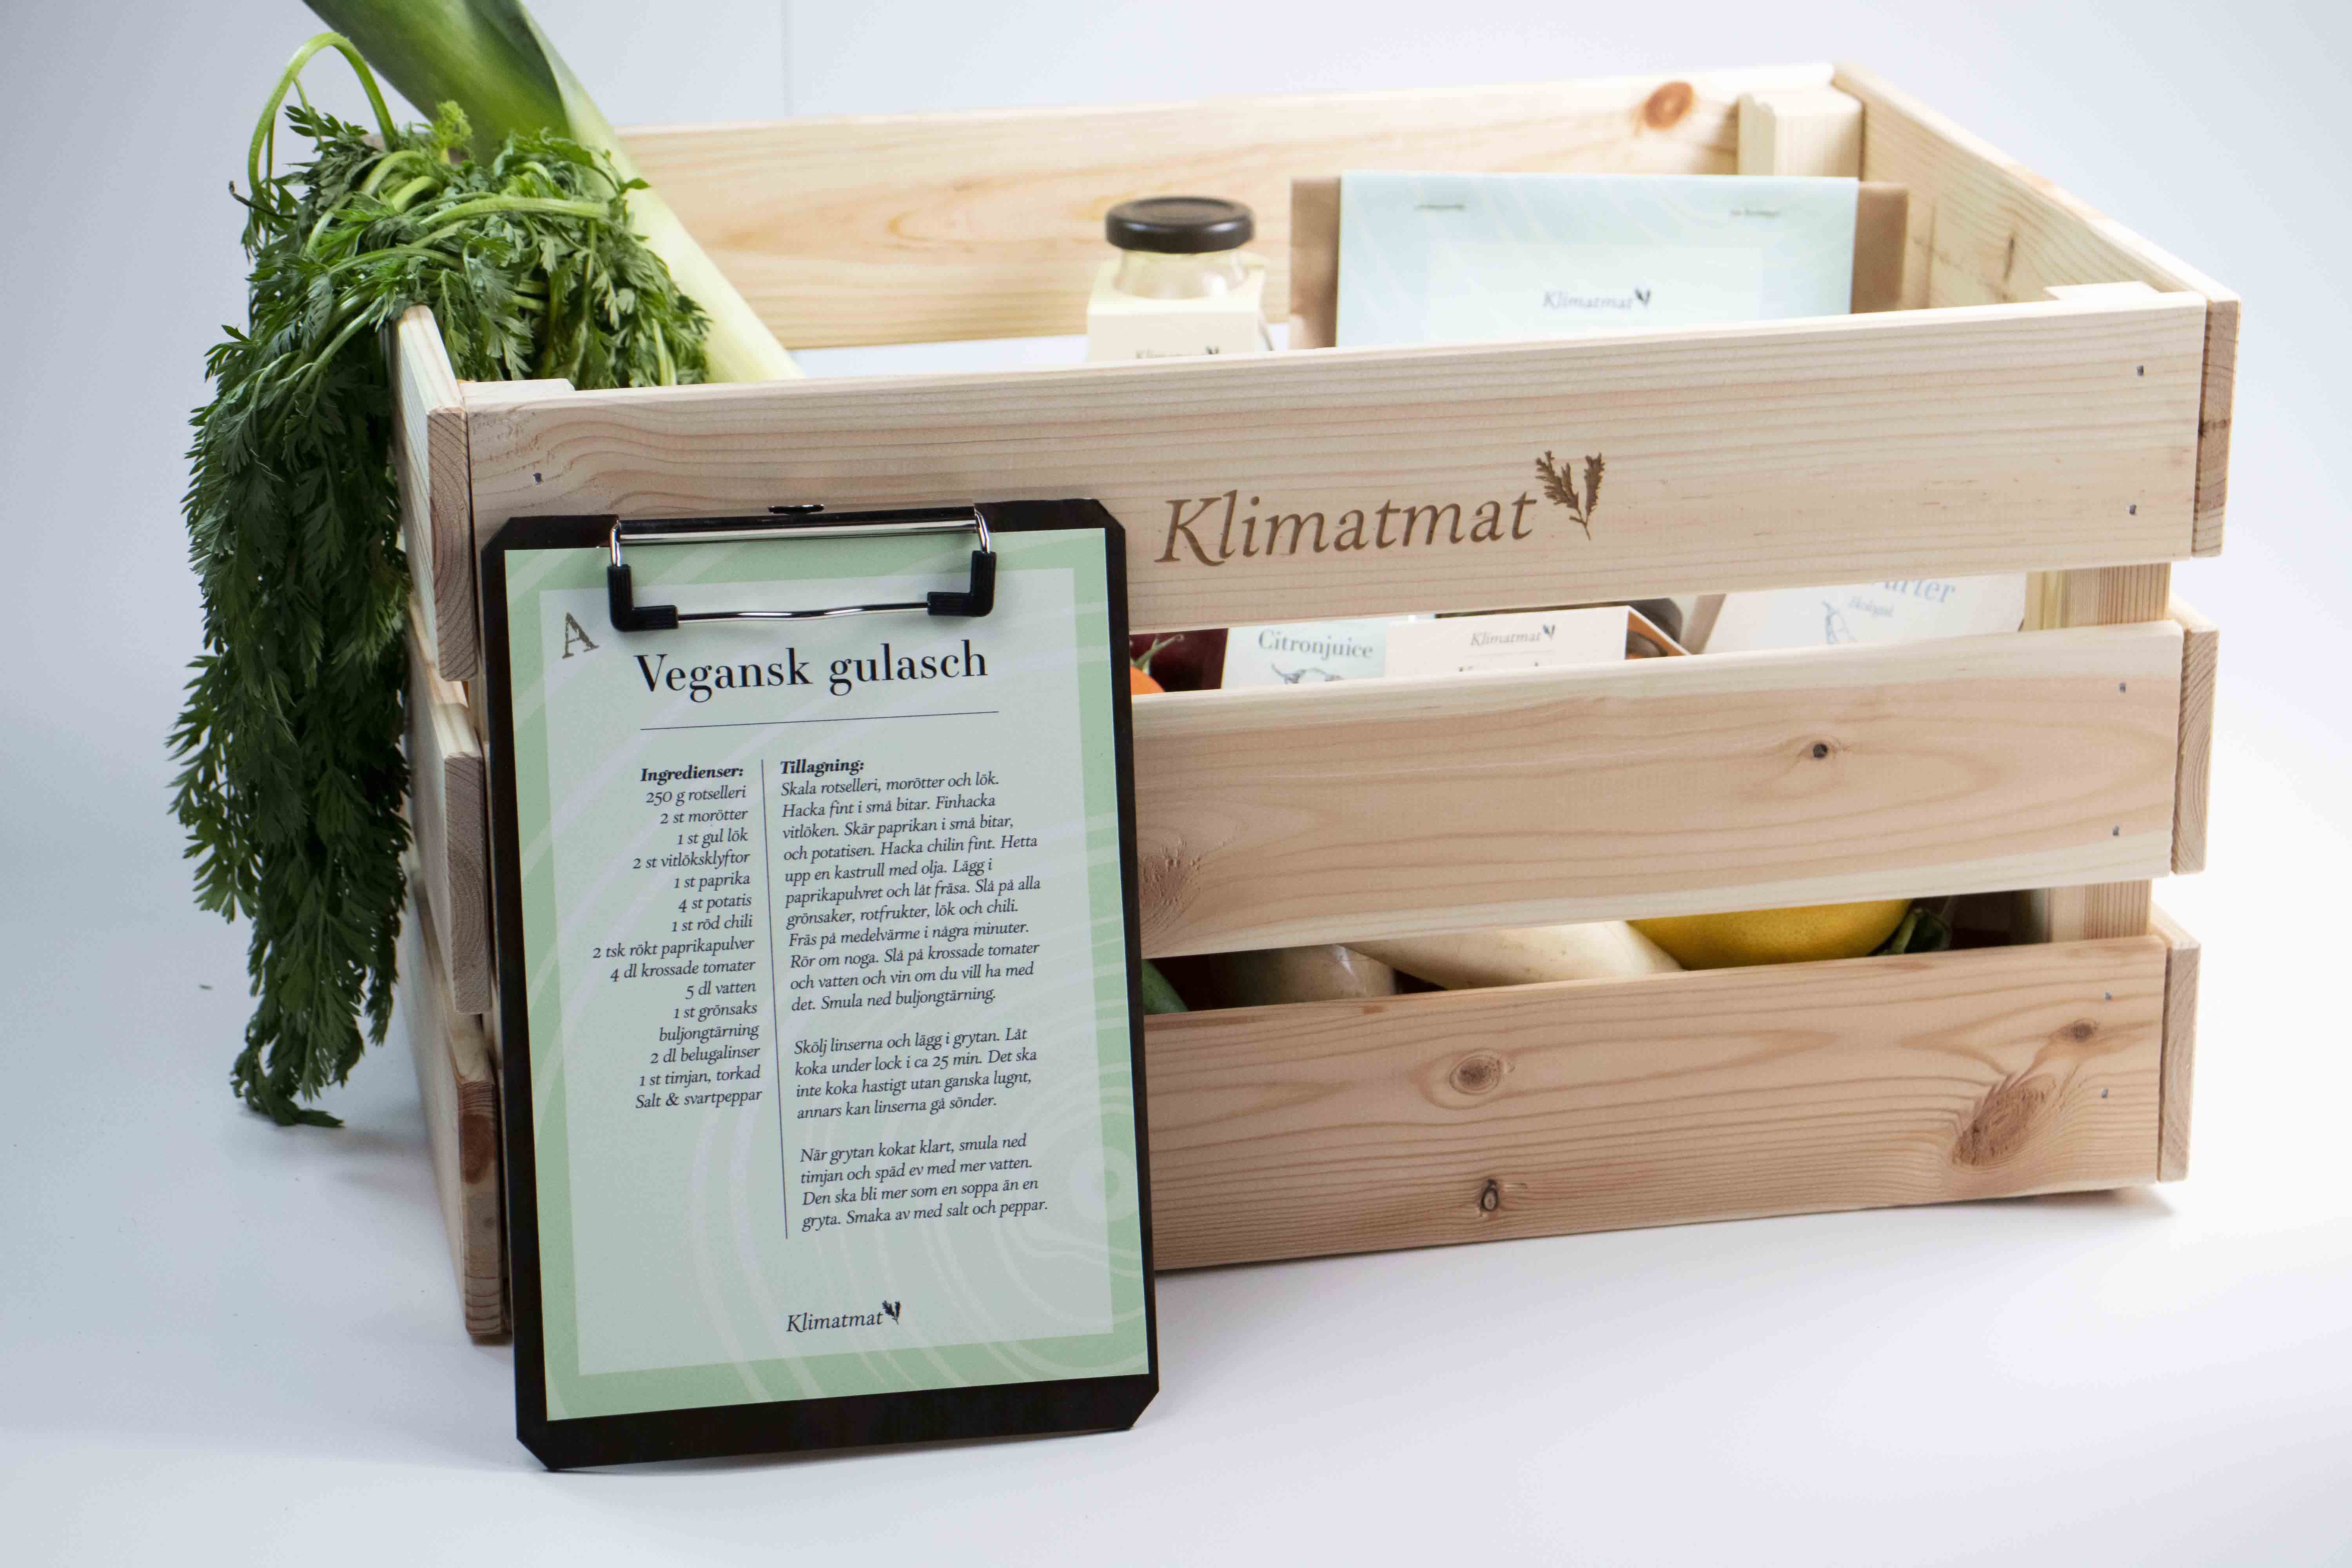 Klimatmat
Klimatmat
Klimatmat
Citronjuice
Klimatmat
Ekologisk
A
Vegansk gulasch
Ingredienser:
250 g rotselleri
2 st morötter
1 st gul lök
2 st vitlöksklyftor
1 st paprika
4 st potatis
1 st röd chili
2 tsk rökt paprikapulver
4 dl krossade tomater
5 dl vatten
1 st grönsaks
buljongtärning
2 dl belugalinser
1 st timjan, torkad
Salt & svartpeppar
Tillagning:
Skala rotselleri, morötter och lök.
Hacka fint i små bitar. Finhacka
vitlöken. Skär paprikan i små bitar,
och potatisen. Hacka chilin fint. Hetta
upp en kastrull med olja. Lägg i
paprikapulvret och låt fräsa. Slå på alla
grönsaker, rotfrukter, lök och chili.
Fräs på medelvärme i några minuter.
Rör om noga. Slå på krossade tomater
och vatten och vin om du vill ha med
det. Smula ned buljongtärning.
Skölj linserna och lägg i grytan. Låt
koka under lock i ca 25 min. Det ska
inte koka hastigt utan ganska lugnt,
annars kan linserna gå sönder.
När grytan kokat klart, smula ned
timjan och späd ev med mer vatten.
Den ska bli mer som en soppa än en
gryta. Smaka av med salt och peppar.
Klimatmat